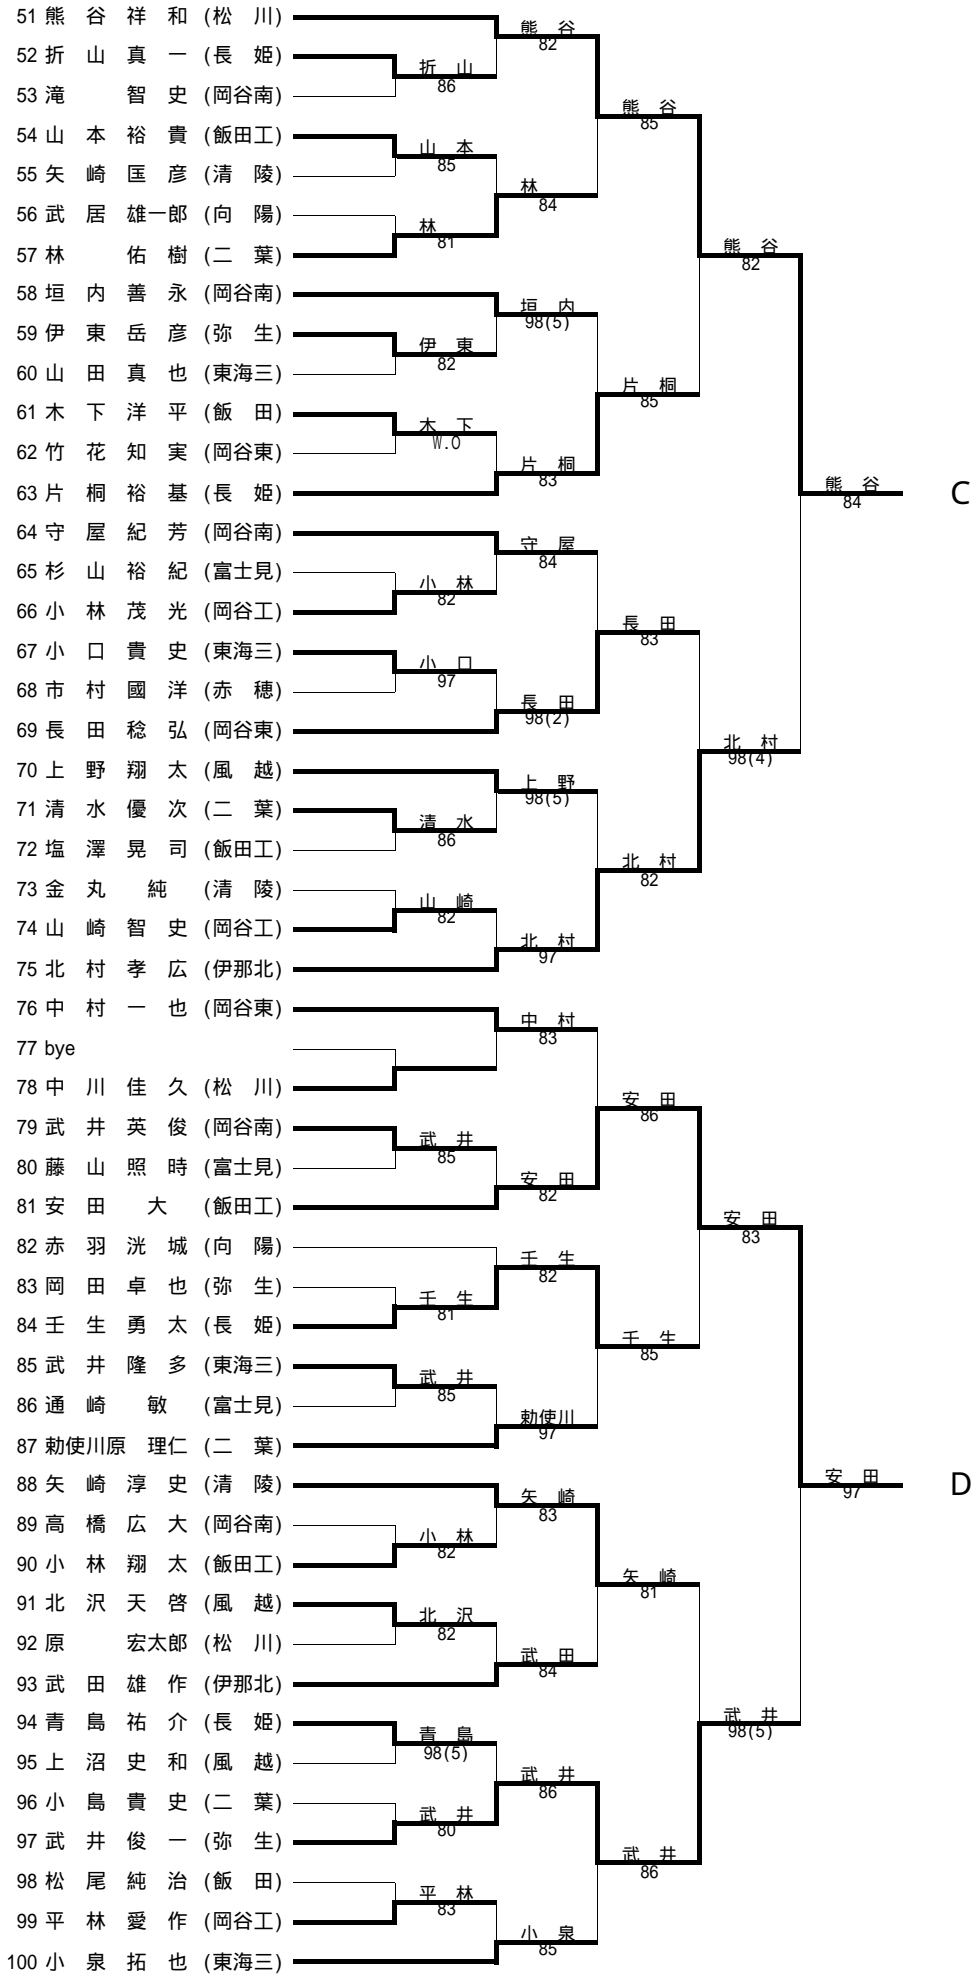 51 熊 谷 祥 和 (松 川)
熊 谷
82
52 折 山 真 一 (長 姫)
折 山
86
53 滝 智 史 (岡谷南)
熊 谷
85
54 山 本 裕 貴 (飯田工)
山 本
85
55 矢 崎 匡 彦 (清 陵)
林
84
56 武 居 雄一郎 (向 陽)
林
81
57 林 佑 樹 (二 葉)
熊 谷
82
58 垣 内 善 永 (岡谷南)
垣 内
98(5)
59 伊 東 岳 彦 (弥 生)
伊 東
82
60 山 田 真 也 (東海三)
片 桐
85
61 木 下 洋 平 (飯 田)
木 下
W.O
62 竹 花 知 実 (岡谷東)
片 桐
83
63 片 桐 裕 基 (長 姫)
熊 谷
84
C
64 守 屋 紀 芳 (岡谷南)
守 屋
84
65 杉 山 裕 紀 (富士見)
小 林
82
66 小 林 茂 光 (岡谷工)
長 田
83
67 小 口 貴 史 (東海三)
小 口
97
68 市 村 國 洋 (赤 穂)
長 田
98(2)
69 長 田 稔 弘 (岡谷東)
北 村
98(4)
70 上 野 翔 太 (風 越)
上 野
98(5)
71 清 水 優 次 (二 葉)
清 水
86
72 塩 澤 晃 司 (飯田工)
北 村
82
73 金 丸 純 (清 陵)
山 崎
82
74 山 崎 智 史 (岡谷工)
北 村
97
75 北 村 孝 広 (伊那北)
76 中 村 一 也 (岡谷東)
中 村
83
77 bye
78 中 川 佳 久 (松 川)
安 田
86
79 武 井 英 俊 (岡谷南)
武 井
85
80 藤 山 照 時 (富士見)
安 田
82
81 安 田 大 (飯田工)
安 田
83
82 赤 羽 洸 城 (向 陽)
壬 生
82
83 岡 田 卓 也 (弥 生)
壬 生
81
84 壬 生 勇 太 (長 姫)
壬 生
85
85 武 井 隆 多 (東海三)
武 井
85
86 通 崎 敏 (富士見)
勅使川
97
87 勅使川原 理仁 (二 葉)
88 矢 崎 淳 史 (清 陵)
安 田
97
D
矢 崎
83
89 高 橋 広 大 (岡谷南)
小 林
82
90 小 林 翔 太 (飯田工)
矢 崎
81
91 北 沢 天 啓 (風 越)
北 沢
82
92 原 宏太郎 (松 川)
武 田
84
93 武 田 雄 作 (伊那北)
94 青 島 祐 介 (長 姫)
武 井
98(5)
青 島
98(5)
95 上 沼 史 和 (風 越)
武 井
86
96 小 島 貴 史 (二 葉)
武 井
80
97 武 井 俊 一 (弥 生)
武 井
86
98 松 尾 純 治 (飯 田)
平 林
83
99 平 林 愛 作 (岡谷工)
小 泉
85
100 小 泉 拓 也 (東海三)